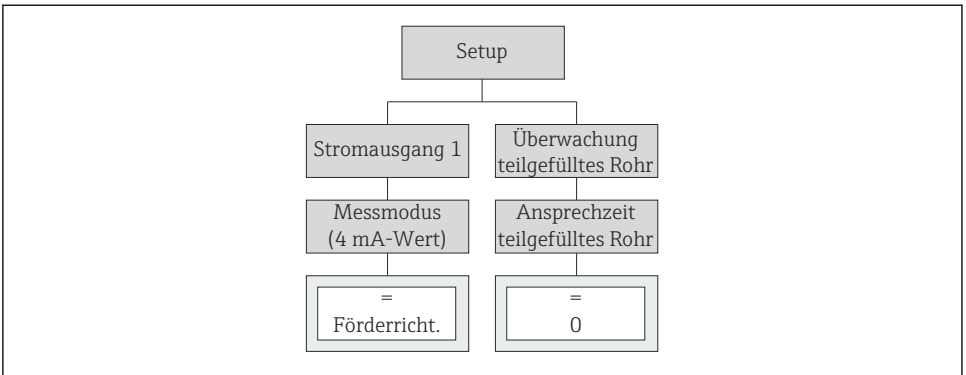 Setup
Stromausgang 1
Überwachung
teilgefülltes Rohr
Messmodus
(4 mA-Wert)
Ansprechzeit
teilgefülltes Rohr
=
Förderricht.
=
0